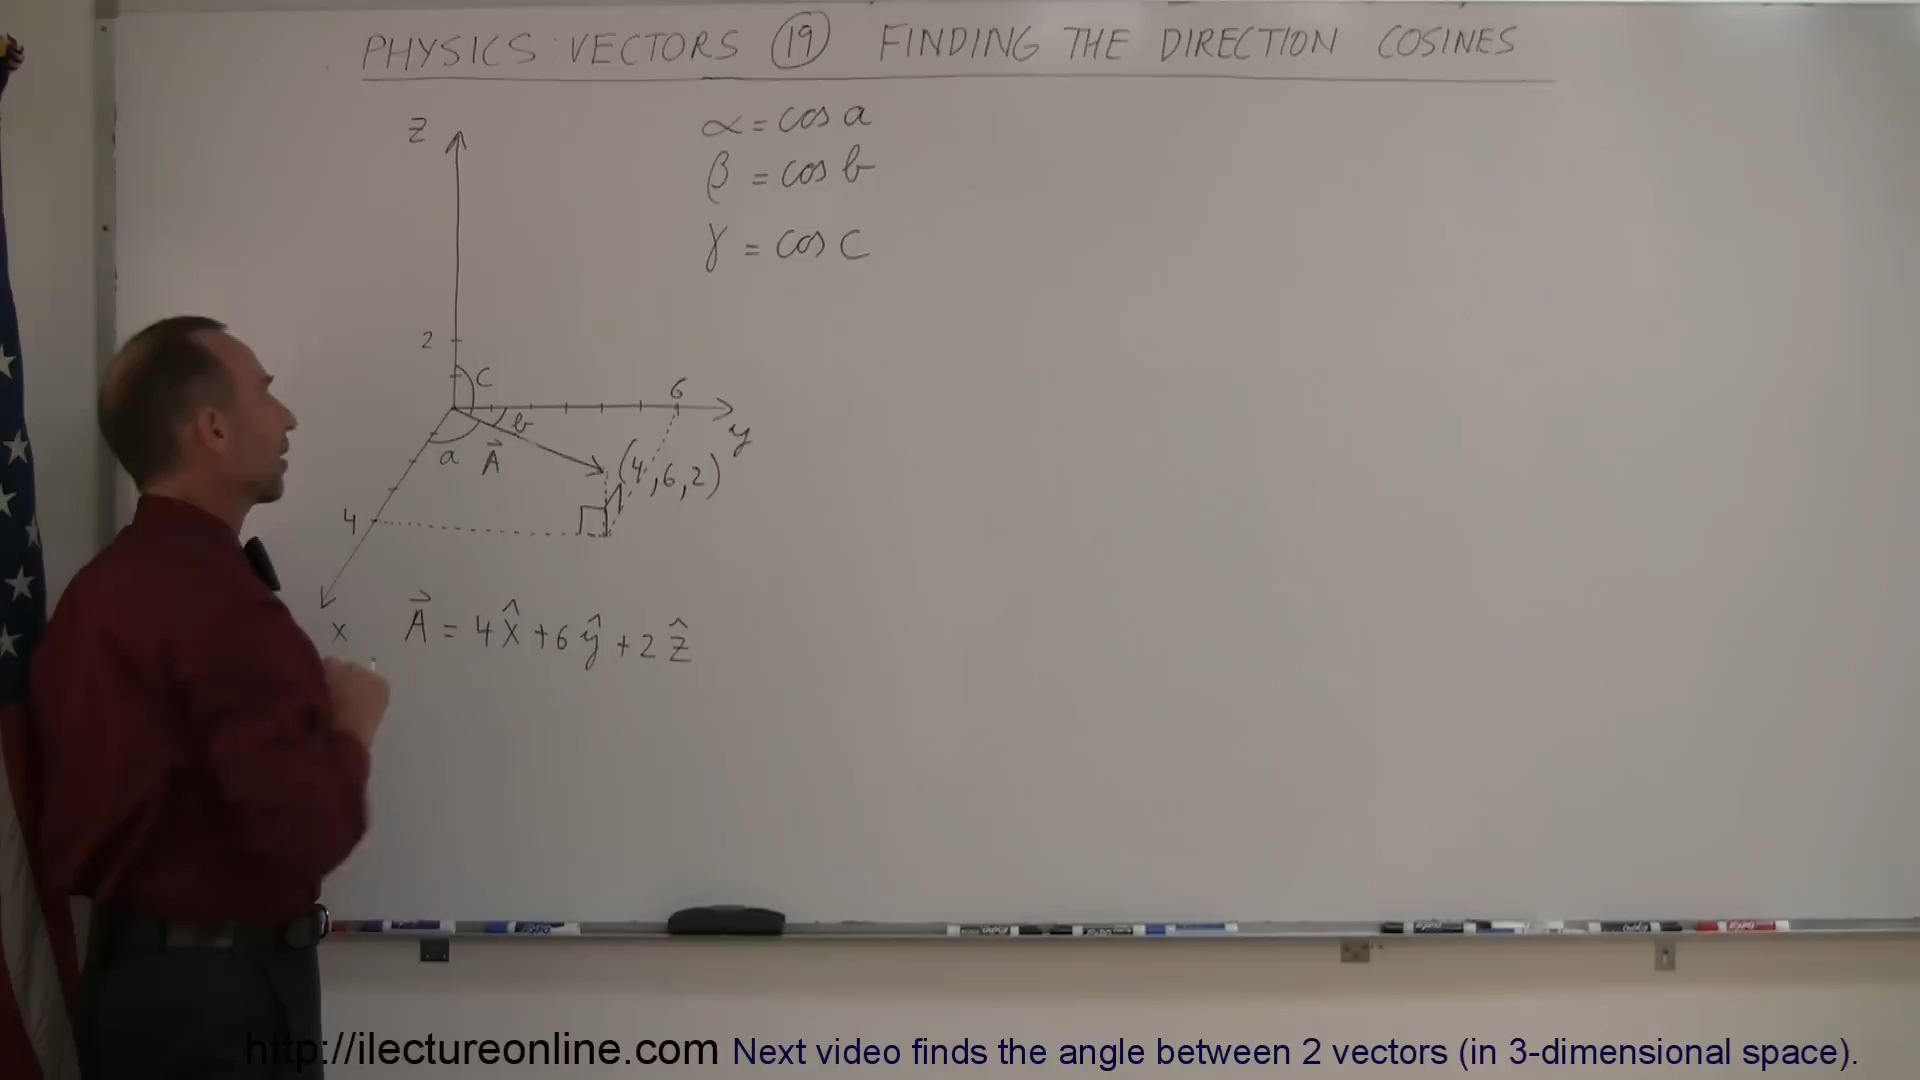 PHYSICS VECTORS 19 FINDING THE DIRECTION COSINES
α = cos a
β = cos b
γ = cos c
z
2
c
6
b
y
a
A⃗
(4,6,2)
4
x
A⃗ = 4x̂ + 6ŷ + 2ẑ
http://ilectureonline.com Next video finds the angle between 2 vectors (in 3-dimensional space).